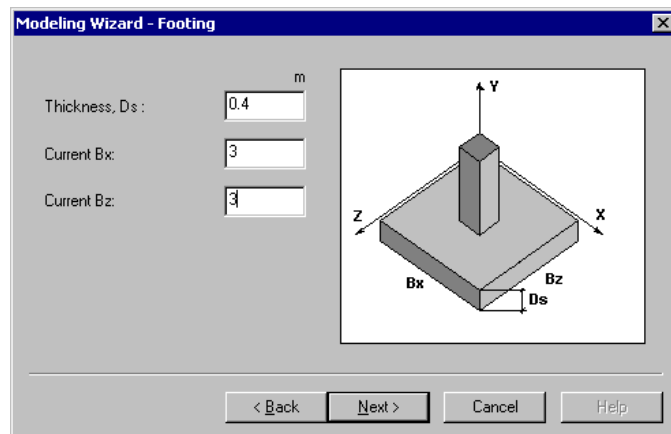 Modeling Wizard - Footing
m
Thickness, Ds :
0.4
Current Bx:
3
Current Bz:
3
Y
Z
X
Bx
Bz
Ds
< Back
Next >
Cancel
Help